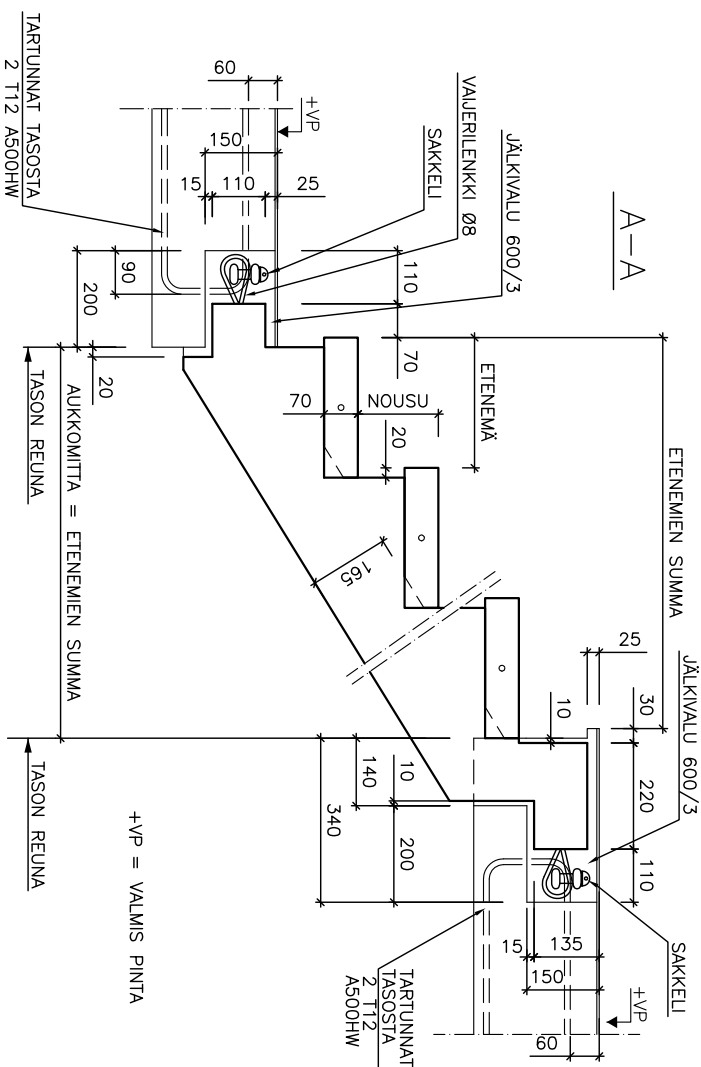 A–A
JÄLKIVALU 600/3
VAIJERILENKKI Ø8
SAKKELI
+VP
60
150
15
110
25
TARTUNNAT TASOSTA
2 T12 A500HW
110
70
90
200
20
TASON REUNA
ETENEMÄ
ETENEMIEN SUMMA
70
NOUSU
20
165
AUKKOMITTA = ETENEMIEN SUMMA
25
30
JÄLKIVALU 600/3
10
220
110
10
140
200
340
TASON REUNA
SAKKELI
15
135
150
+VP
60
TARTUNNAT
TASOSTA
2 T12
A500HW
+VP = VALMIS PINTA